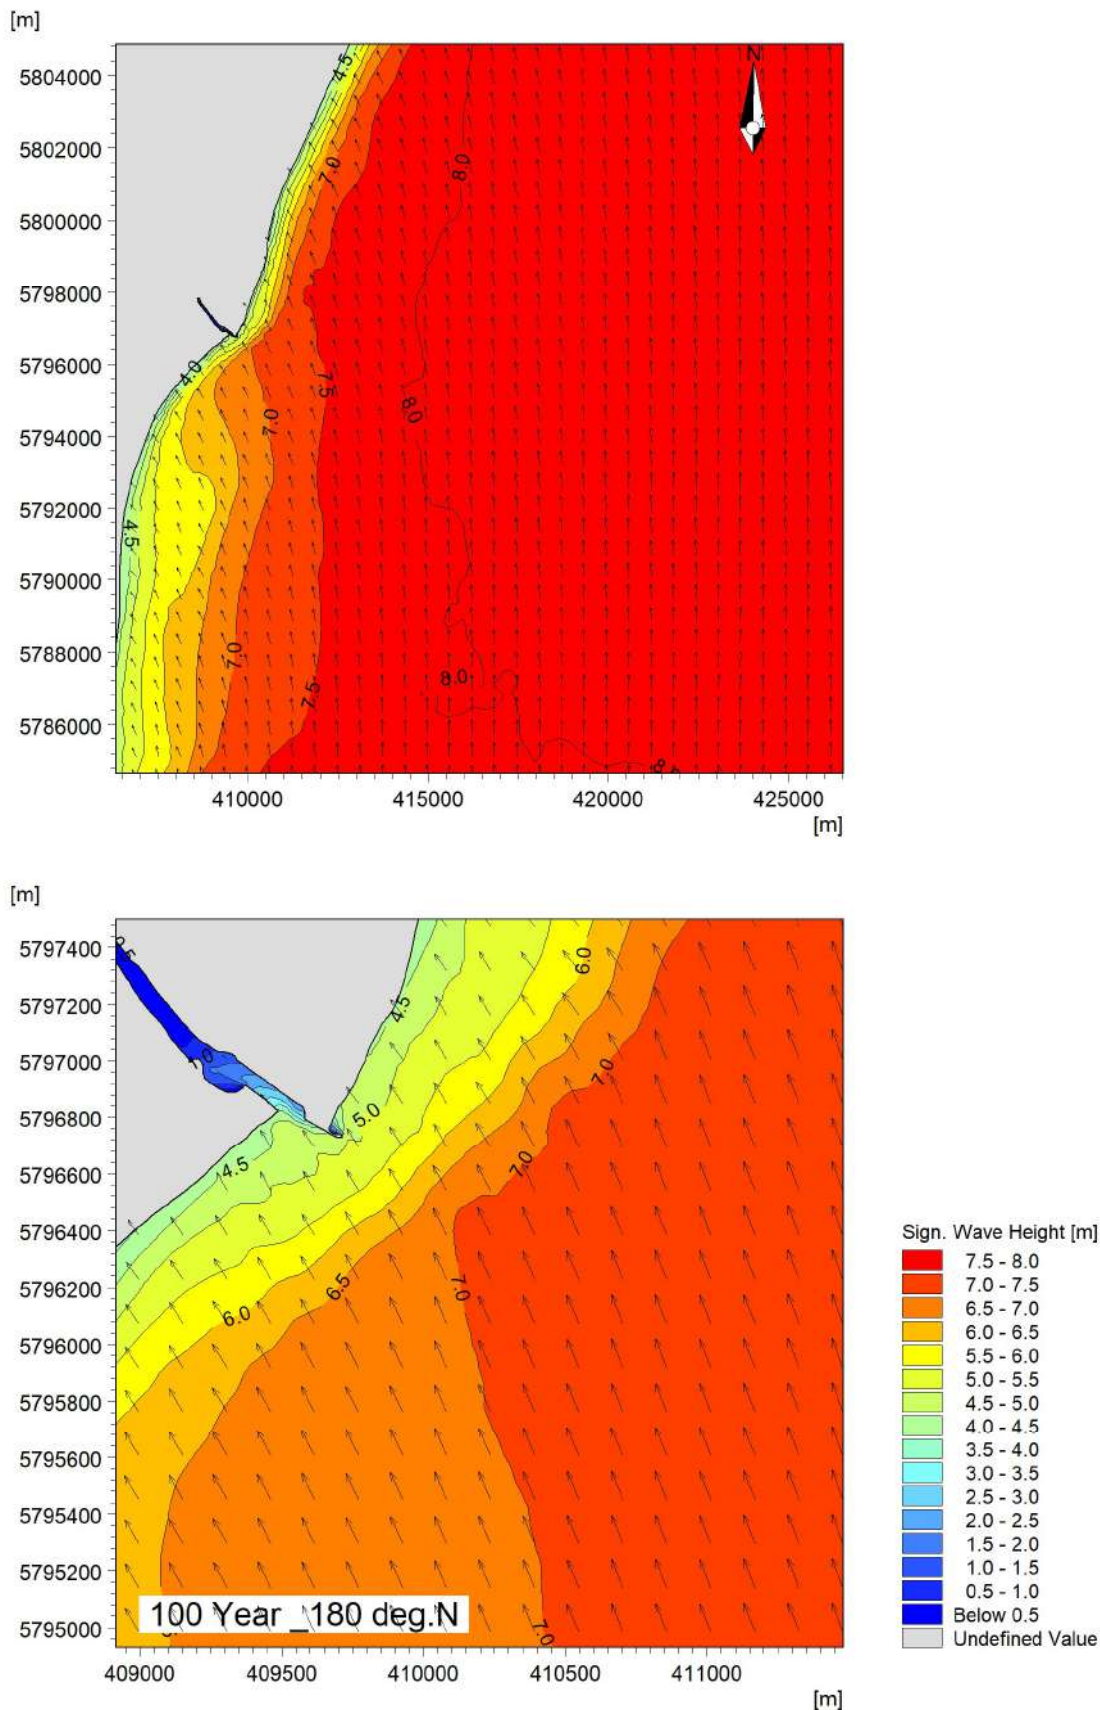 [m]
5804000
5802000
5800000
5798000
5796000
5794000
5792000
5790000
5788000
5786000
4.5
N
7.0
8.0
4.0
7.5
7.0
8.0
4.5
7.0
7.5
8.0
410000
415000
420000
425000
[m]
[m]
5797400
5797200
5797000
5796800
5796600
5796400
5796200
5796000
5795800
5795600
5795400
5795200
5795000
6.0
4.5
7.0
5.0
4.5
7.0
6.5
7.0
6.0
7.0
100 Year _180 deg.N
409000
409500
410000
410500
411000
[m]
Sign. Wave Height [m]
7.5 - 8.0
7.0 - 7.5
6.5 - 7.0
6.0 - 6.5
5.5 - 6.0
5.0 - 5.5
4.5 - 5.0
4.0 - 4.5
3.5 - 4.0
3.0 - 3.5
2.5 - 3.0
2.0 - 2.5
1.5 - 2.0
1.0 - 1.5
0.5 - 1.0
Below 0.5
Undefined Value